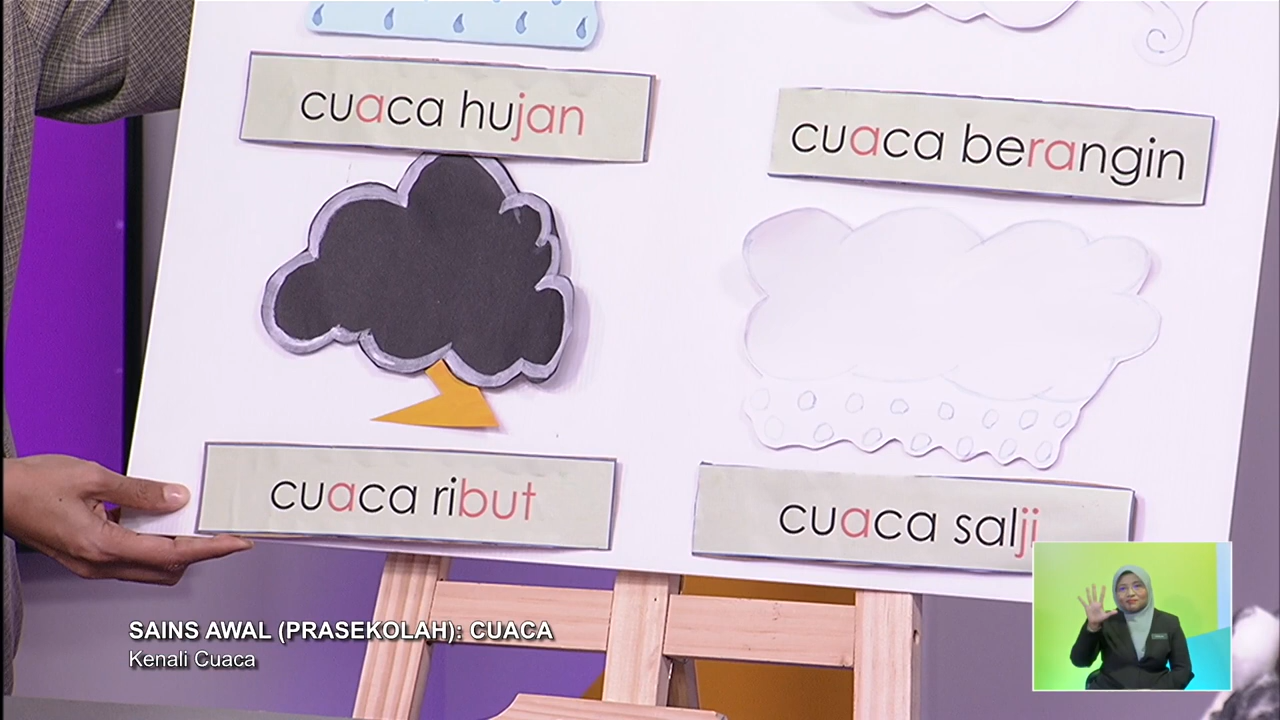 cuaca hujan
cuaca berangin
cuaca ribut
cuaca salji
SAINS AWAL (PRASEKOLAH): CUACA
Kenali Cuaca